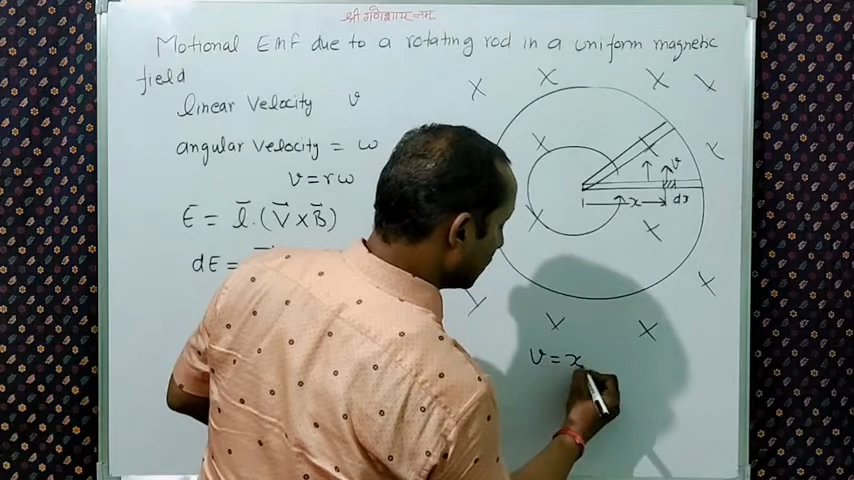 श्री गणेशाय नमः
Motional EMF due to a rotating rod in a uniform magnetic
field
linear velocity v
angular velocity = ω
v = rω
E = l̄ . (V̄ × B̄)
dE =
v
x
dx
v = x